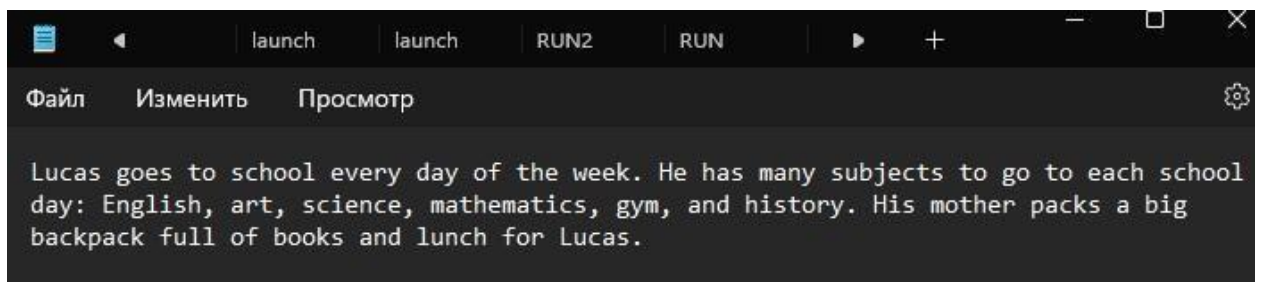 launch launch RUN2 RUN
Файл Изменить Просмотр
Lucas goes to school every day of the week. He has many subjects to go to each school
day: English, art, science, mathematics, gym, and history. His mother packs a big
backpack full of books and lunch for Lucas.